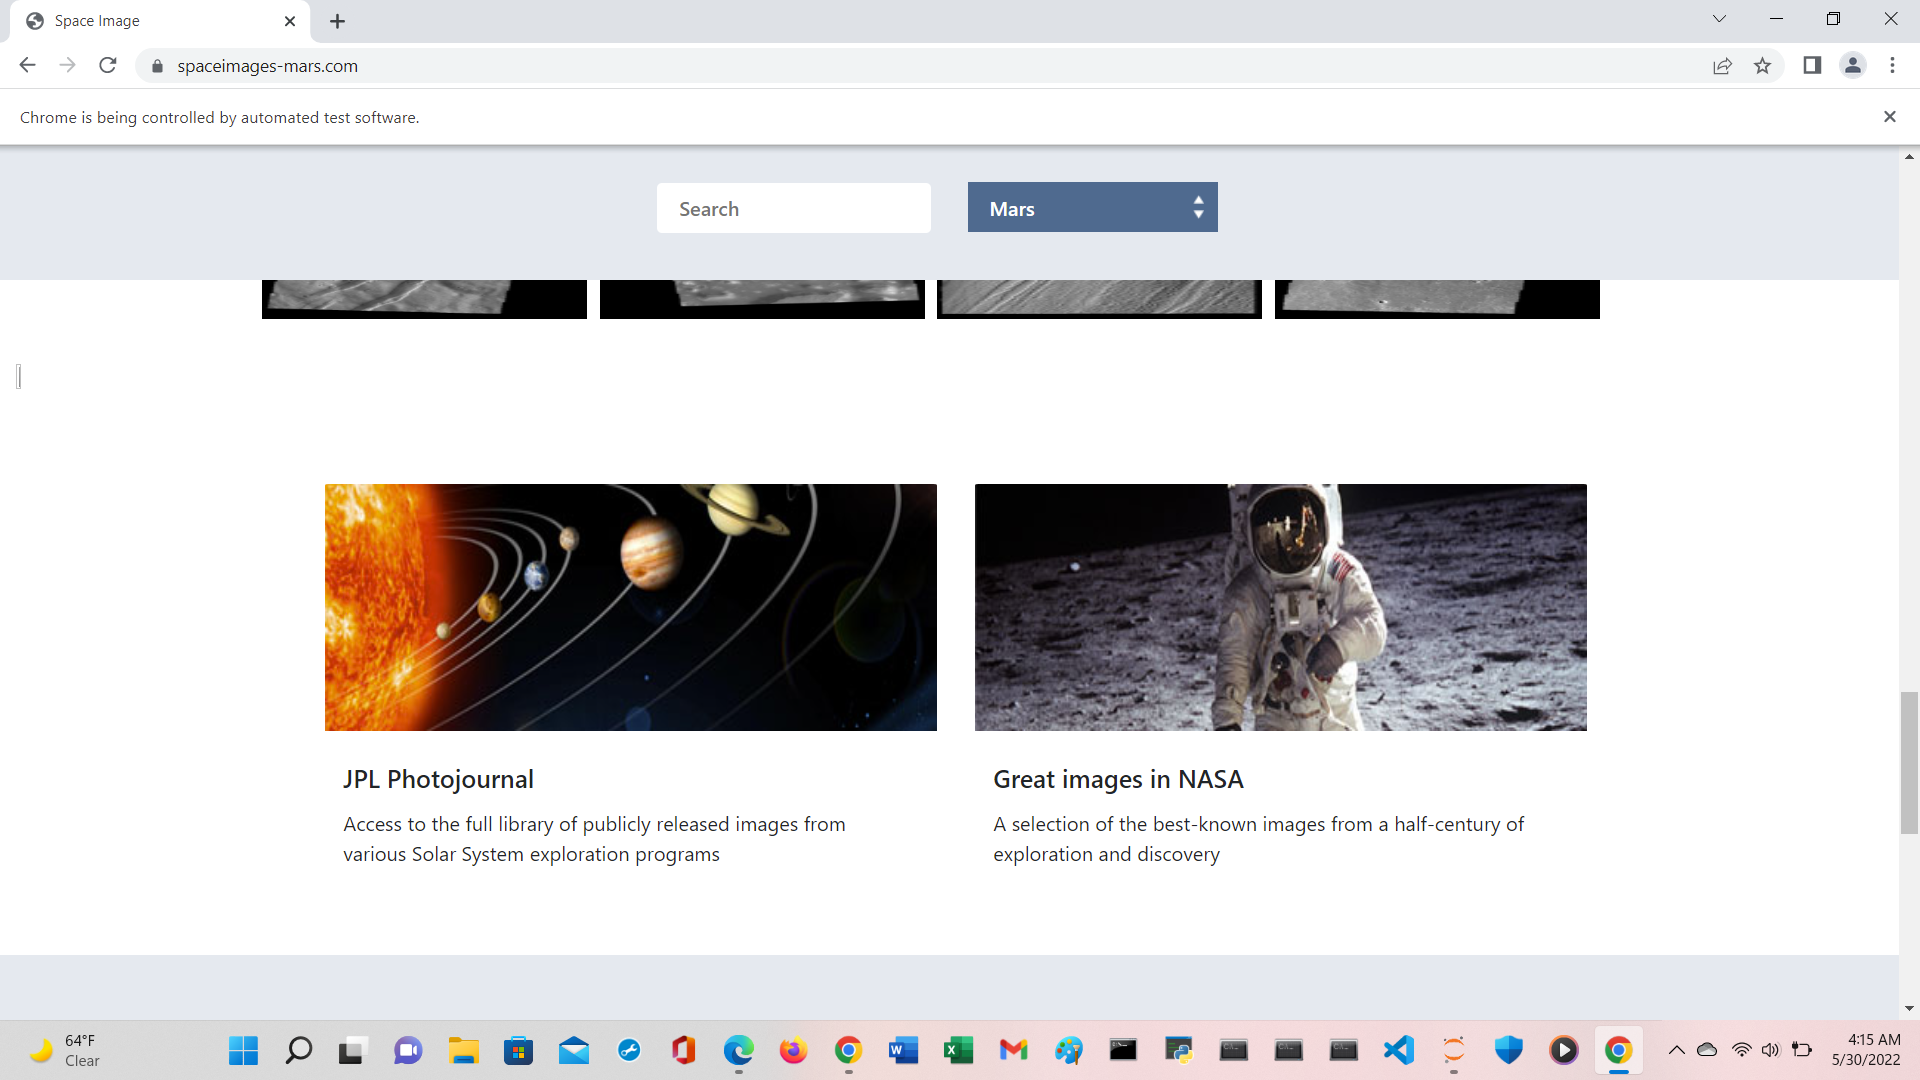 Space Image
spaceimages-mars.com
Chrome is being controlled by automated test software.
Search
Mars
JPL Photojournal
Access to the full library of publicly released images from
various Solar System exploration programs
Great images in NASA
A selection of the best-known images from a half-century of
exploration and discovery
64°F
Clear
4:15 AM
5/30/2022